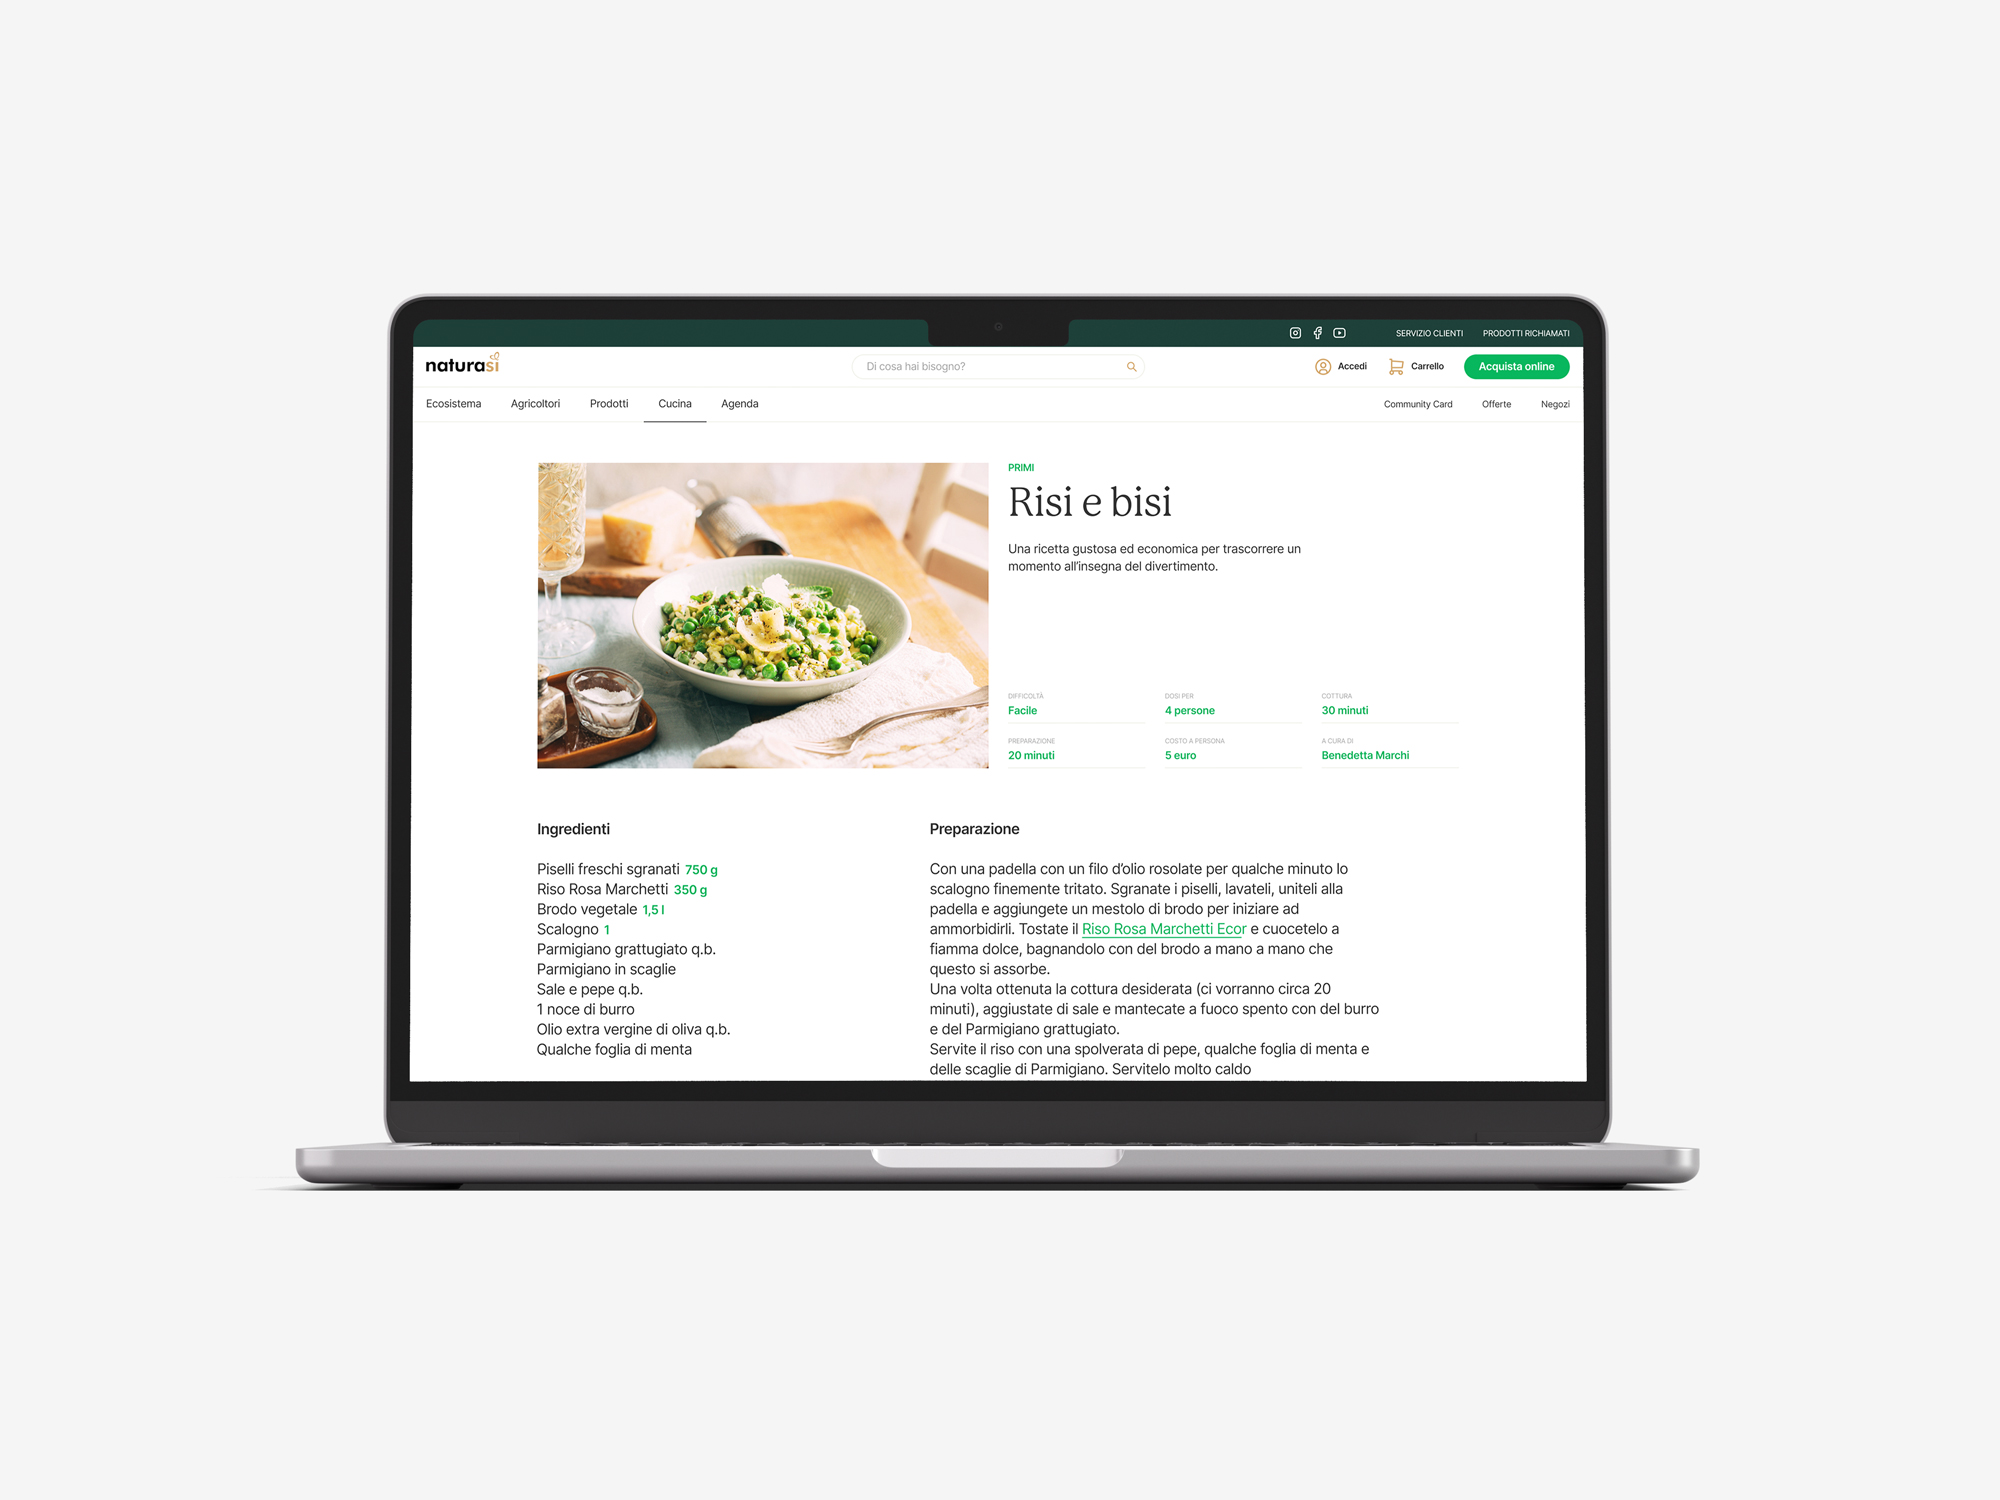 SERVIZIO CLIENTI PRODOTTI RICHIAMATI
naturasì
Di cosa hai bisogno?
Accedi
Carrello
Acquista online
Ecosistema Agricoltori Prodotti Cucina Agenda
Community Card Offerte Negozi
PRIMI
Risi e bisi
Una ricetta gustosa ed economica per trascorrere un
momento all'insegna del divertimento.
DIFFICOLTÀ
Facile
DOSI PER
4 persone
COTTURA
30 minuti
PREPARAZIONE
20 minuti
COSTO A PERSONA
5 euro
A CURA DI
Benedetta Marchi
Ingredienti
Piselli freschi sgranati 750 g
Riso Rosa Marchetti 350 g
Brodo vegetale 1,5 l
Scalogno 1
Parmigiano grattugiato q.b.
Parmigiano in scaglie
Sale e pepe q.b.
1 noce di burro
Olio extra vergine di oliva q.b.
Qualche foglia di menta
Preparazione
Con una padella con un filo d'olio rosolate per qualche minuto lo
scalogno finemente tritato. Sgranate i piselli, lavateli, uniteli alla
padella e aggiungete un mestolo di brodo per iniziare ad
ammorbidirli. Tostate il Riso Rosa Marchetti Ecor e cuocetelo a
fiamma dolce, bagnandolo con del brodo a mano a mano che
questo si assorbe.
Una volta ottenuta la cottura desiderata (ci vorranno circa 20
minuti), aggiustate di sale e mantecate a fuoco spento con del burro
e del Parmigiano grattugiato.
Servite il riso con una spolverata di pepe, qualche foglia di menta e
delle scaglie di Parmigiano. Servitelo molto caldo